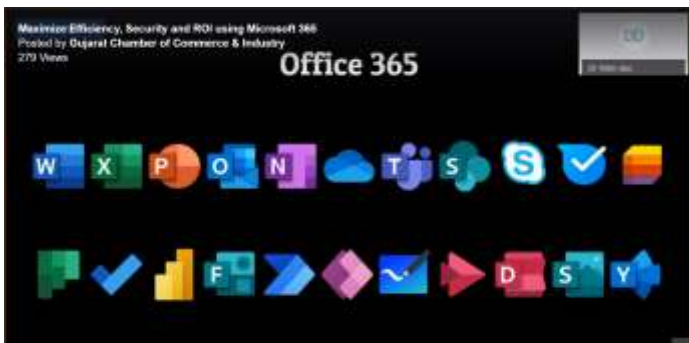 Maximize Efficiency, Security and ROI using Microsoft 365
Posted by Gujarat Chamber of Commerce & Industry
279 Views
Office 365
W X P O N T S S
F D S Y